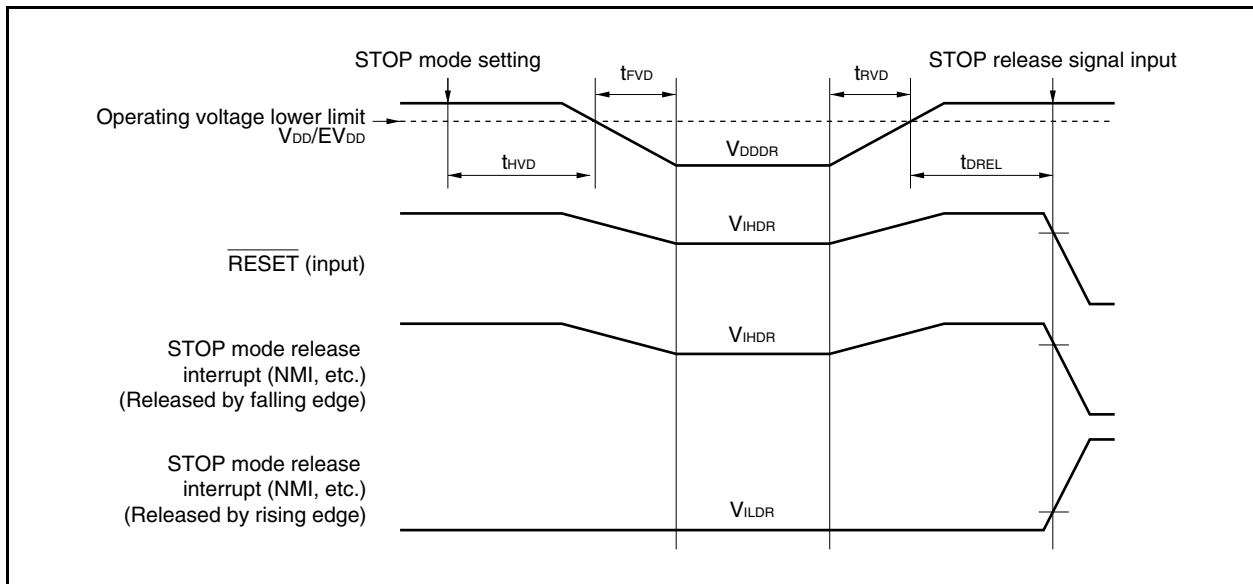 STOP mode setting
tFVD
tRVD
STOP release signal input
Operating voltage lower limit
VDD/EVDD
tHVD
VDDDR
tDREL
VIHDR
RESET (input)
VIHDR
STOP mode release
interrupt (NMI, etc.)
(Released by falling edge)
STOP mode release
interrupt (NMI, etc.)
(Released by rising edge)
VILDR